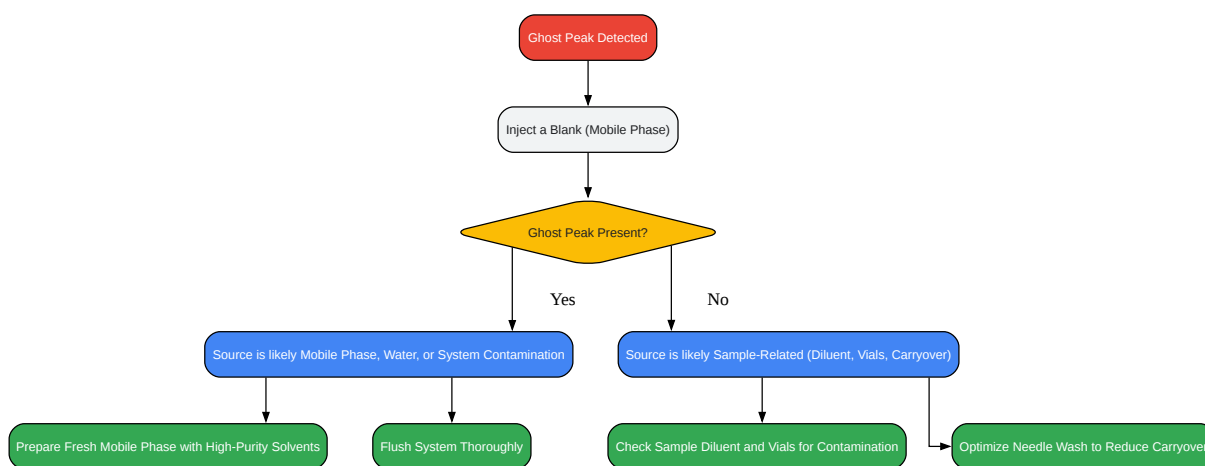 Ghost Peak Detected
Inject a Blank (Mobile Phase)
Ghost Peak Present?
Yes
No
Source is likely Mobile Phase, Water, or System Contamination
Source is likely Sample-Related (Diluent, Vials, Carryover)
Prepare Fresh Mobile Phase with High-Purity Solvents
Flush System Thoroughly
Check Sample Diluent and Vials for Contamination
Optimize Needle Wash to Reduce Carryover